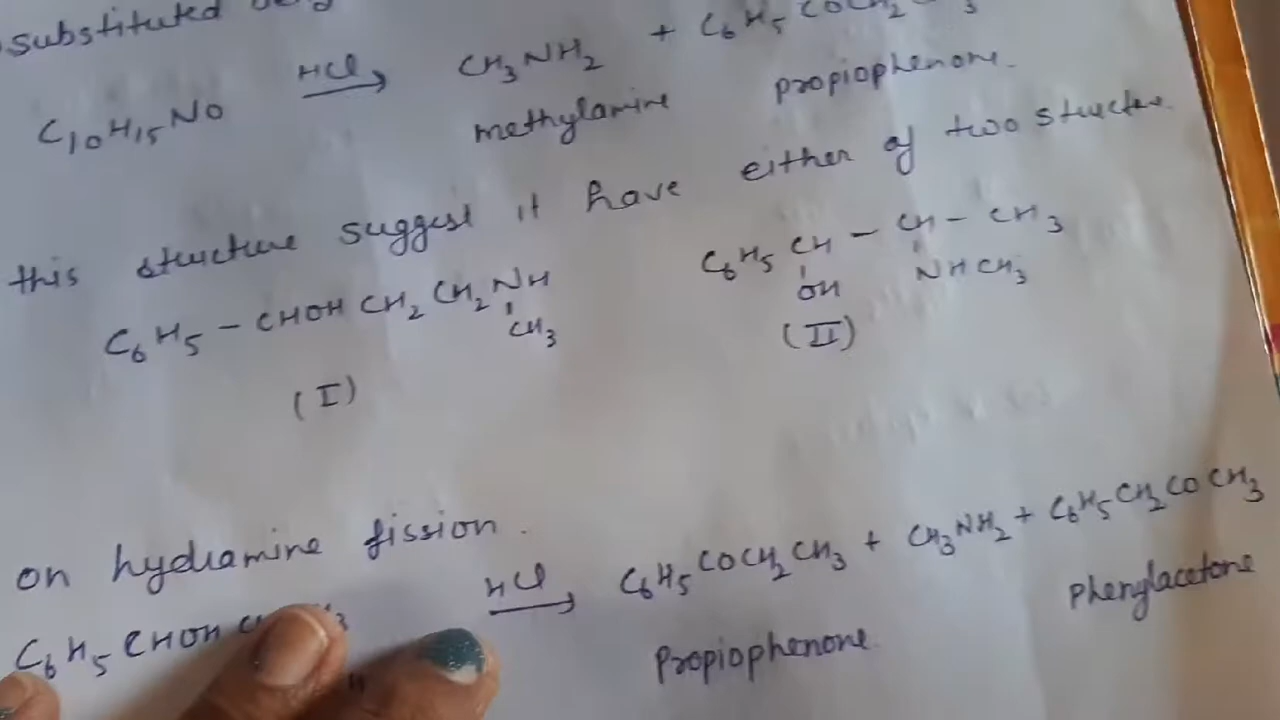 substituted
C10H15NO HCl → CH3NH2 + C6H5COCH2
methylamine propiophenone.
this structure suggest it have either of two structure.
C6H5 - CHOH CH2 CH2 NH C6H5 CH - CH - CH3
CH3 OH NHCH3
(I) (II)
on hydramine fission.
C6H5 CHOH HCl → C6H5COCH2CH3 + CH3NH2 + C6H5CH2COCH3
Propiophenone. Phenylacetone